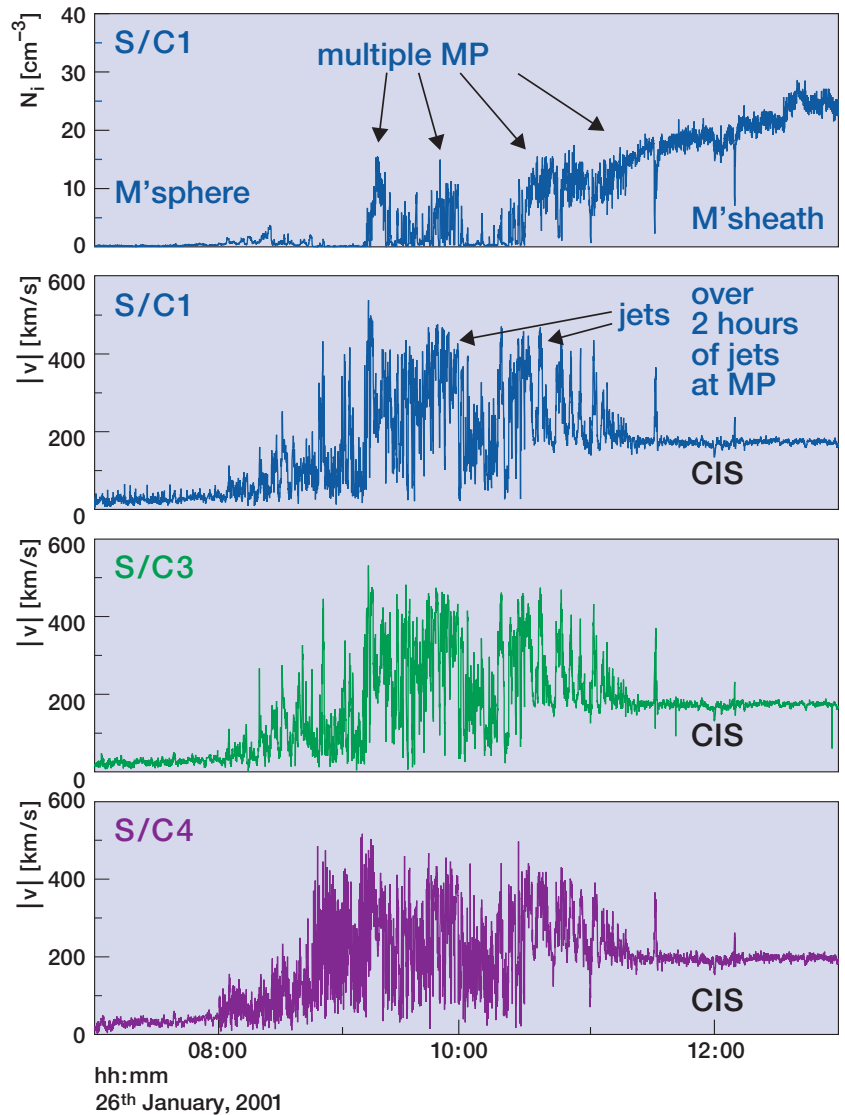 S/C1
multiple MP
M'sphere
M'sheath
Nᵢ [cm⁻³]
40
30
20
10
0
S/C1
jets
over
2 hours
of jets
at MP
CIS
|v| [km/s]
600
400
200
0
S/C3
CIS
|v| [km/s]
600
400
200
0
S/C4
CIS
|v| [km/s]
600
400
200
0
08:00 10:00 12:00
hh:mm
26ᵗʰ January, 2001